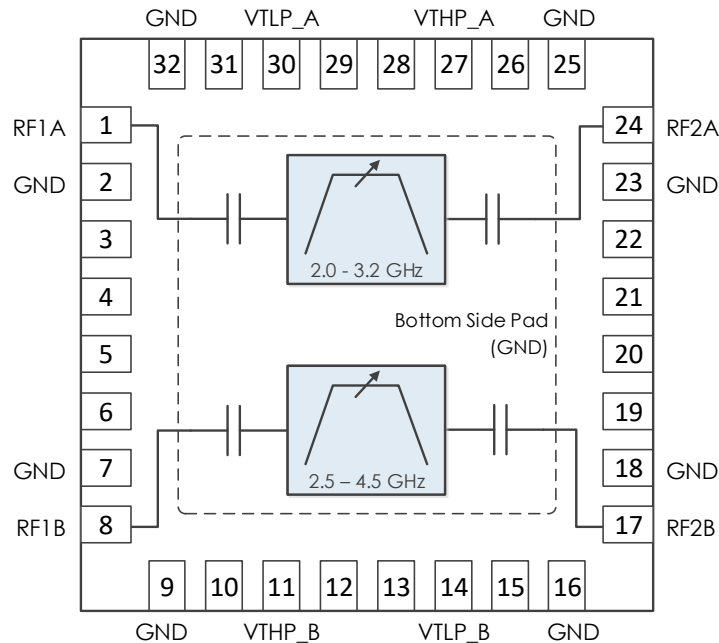 GND VTLP_A VTHP_A GND
32 31 30 29 28 27 26 25
RF1A 1 24 RF2A
GND 2 23 GND
3 22
2.0 - 3.2 GHz
4 21
Bottom Side Pad
(GND)
5 20
6 19
GND 7 18 GND
2.5 – 4.5 GHz
RF1B 8 17 RF2B
9 10 11 12 13 14 15 16
GND VTHP_B VTLP_B GND